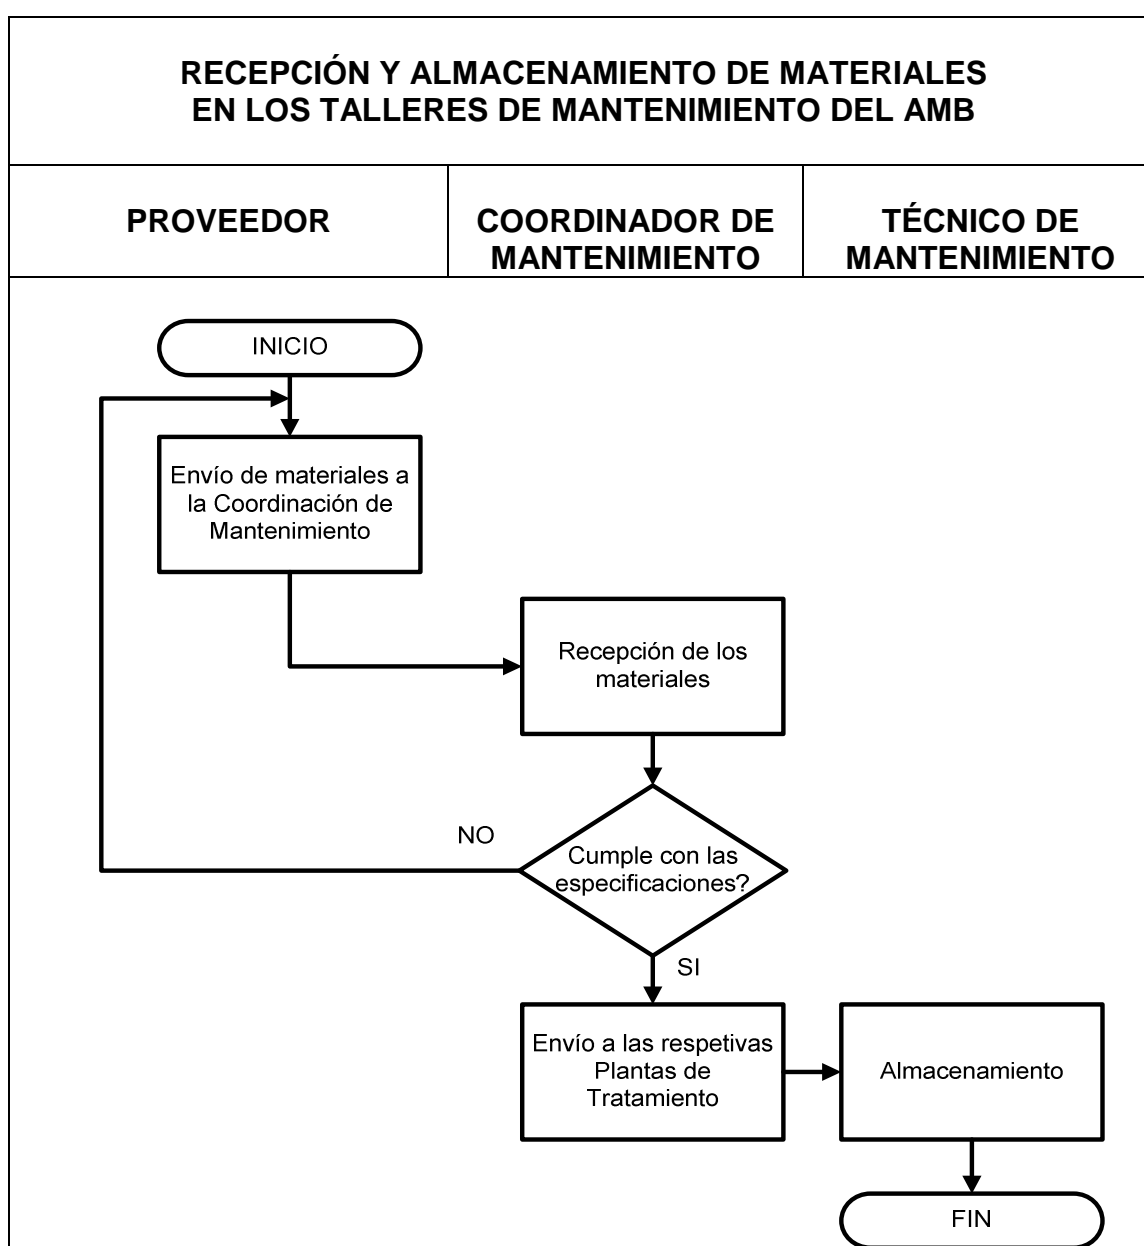 RECEPCIÓN Y ALMACENAMIENTO DE MATERIALES
EN LOS TALLERES DE MANTENIMIENTO DEL AMB
PROVEEDOR
COORDINADOR DE
MANTENIMIENTO
TÉCNICO DE
MANTENIMIENTO
INICIO
Envío de materiales a
la Coordinación de
Mantenimiento
Recepción de los
materiales
NO
Cumple con las
especificaciones?
SI
Envío a las respetivas
Plantas de
Tratamiento
Almacenamiento
FIN